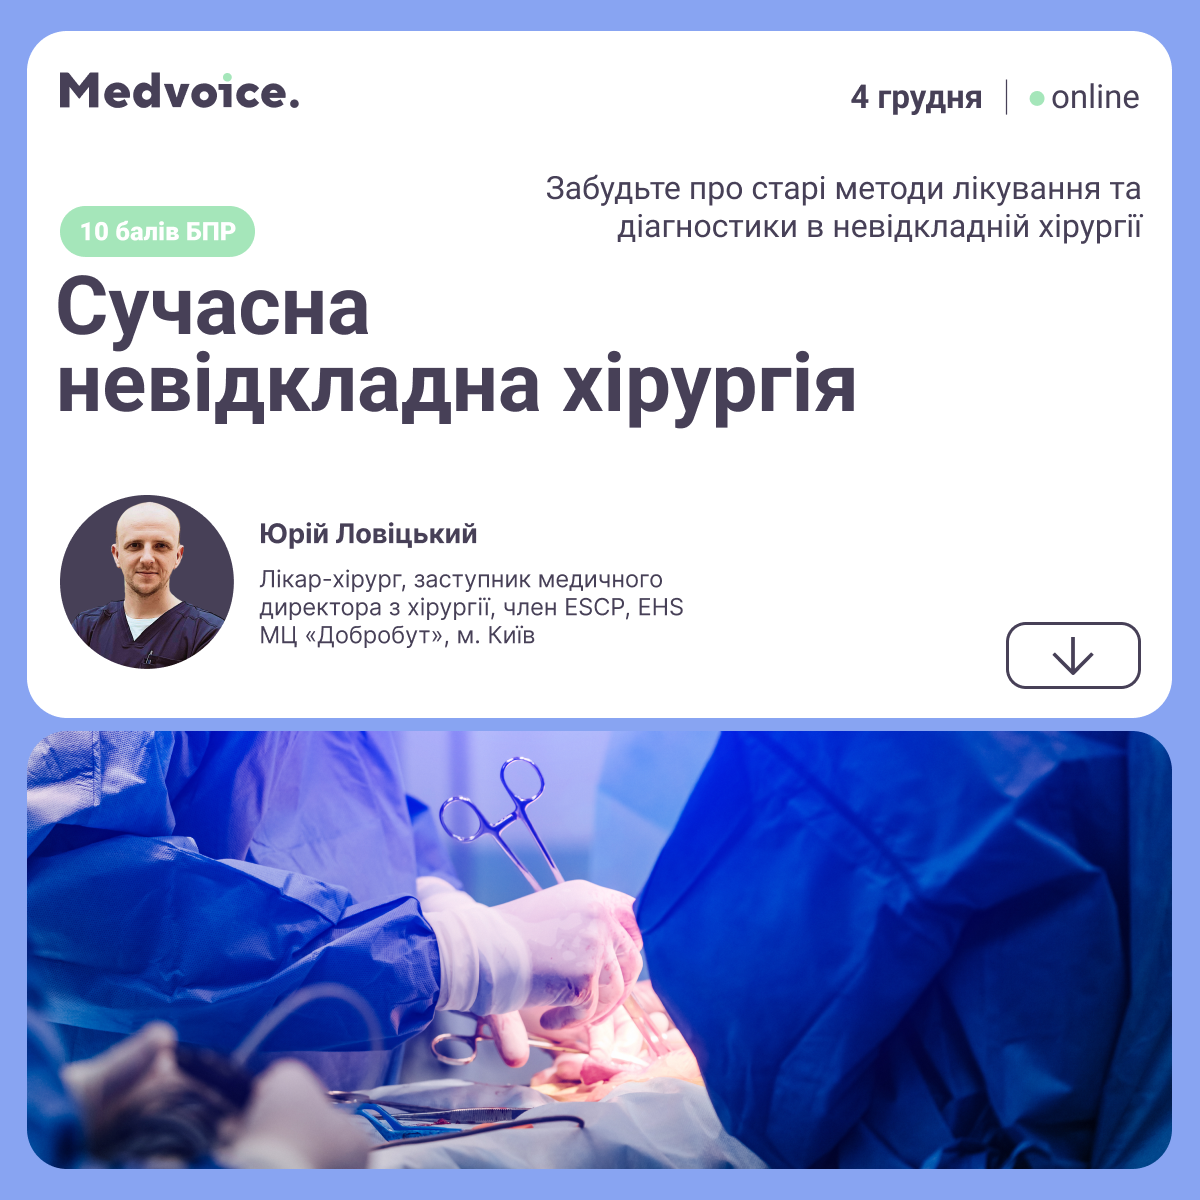 Medvoice.
4 грудня | online
Забудьте про старі методи лікування та
діагностики в невідкладній хірургії
10 балів БПР
Сучасна
невідкладна хірургія
Юрій Ловіцький
Лікар-хірург, заступник медичного
директора з хірургії, член ESCP, EHS
МЦ «Добробут», м. Київ